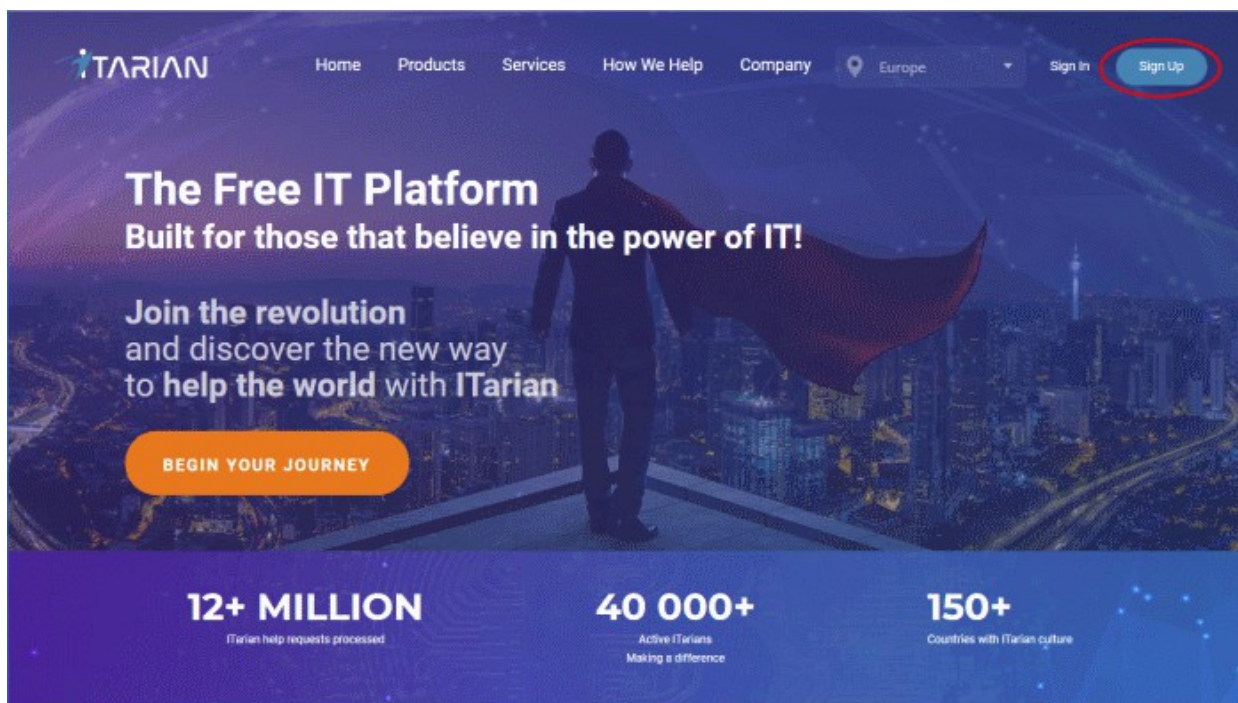 ITARIAN
Home Products Services How We Help Company Europe Sign In Sign Up
The Free IT Platform
Built for those that believe in the power of IT!
Join the revolution
and discover the new way
to help the world with ITarian
BEGIN YOUR JOURNEY
12+ MILLION
ITarian help requests processed
40 000+
Active ITarians
Making a difference
150+
Countries with ITarian culture